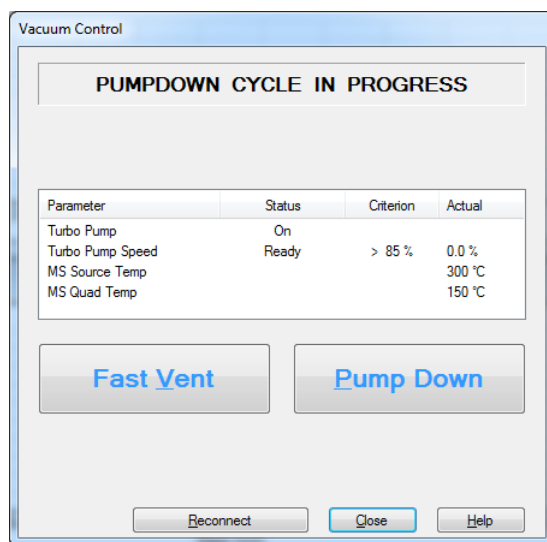 Vacuum Control
PUMPDOWN CYCLE IN PROGRESS
Parameter Status Criterion Actual
Turbo Pump On
Turbo Pump Speed Ready > 85 % 0.0 %
MS Source Temp 300 °C
MS Quad Temp 150 °C
Fast Vent Pump Down
Reconnect Close Help